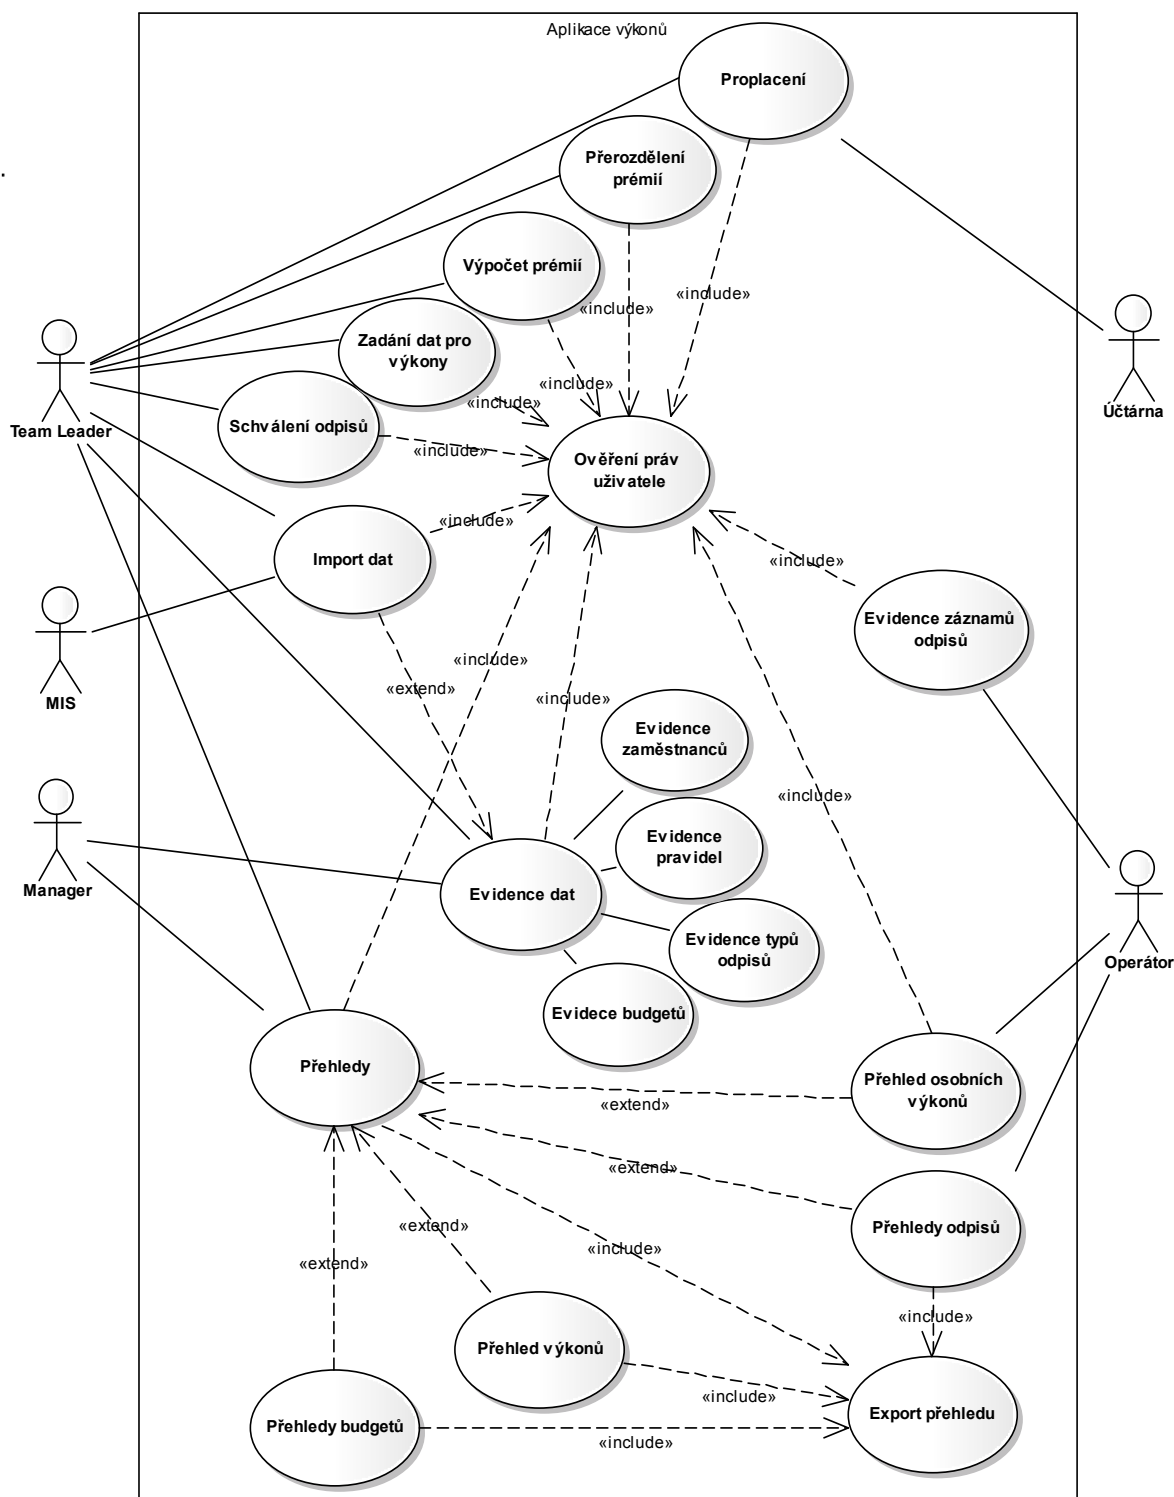 Aplikace výkonů
Proplacení
.
Přerozdělení
prémií
Výpočet prémií
«include»
«include»
Zadání dat pro
výkony
Team Leader
Účtárna
«include»
«include»
Schválení odpisů
«include»
Ověření práv
uživatele
Import dat
«include»
«include»
Evidence záznamů
odpisů
MIS
«include»
«extend»
«include»
Evidence
zaměstnanců
«include»
Evidence
pravidel
Manager
Evidence dat
Evidence typů
odpisů
Operátor
Evidece budgetů
Přehledy
Přehled osobních
výkonů
«extend»
«extend»
Přehledy odpisů
«extend»
«include»
«extend»
«include»
Přehled výkonů
«include»
Přehledy budgetů
Export přehledu
«include»